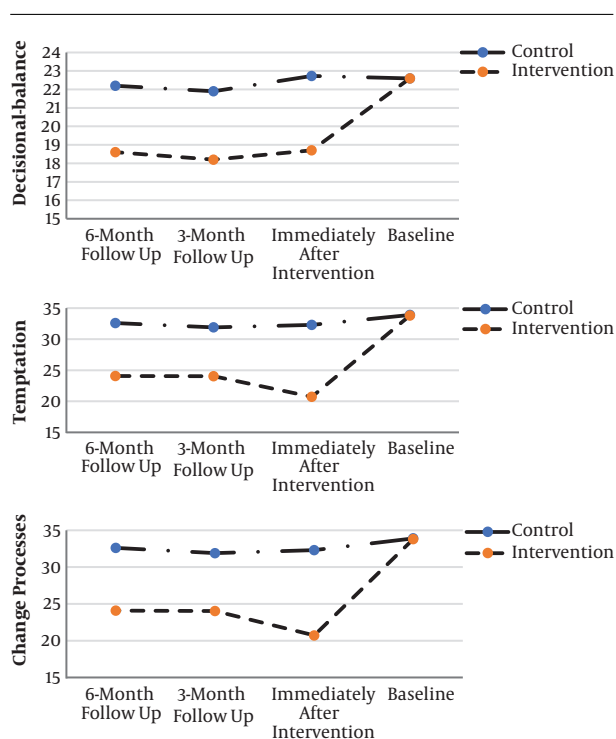 Decisional-balance
24
23
22
21
20
19
18
17
16
15
6-Month
Follow Up
3-Month
Follow Up
Immediately
After
Intervention
Baseline
Control
Intervention
Temptation
35
30
25
20
15
6-Month
Follow Up
3-Month
Follow Up
Immediately
After
Intervention
Baseline
Control
Intervention
Change Processes
35
30
25
20
15
6-Month
Follow Up
3-Month
Follow Up
Immediately
After
Intervention
Baseline
Control
Intervention